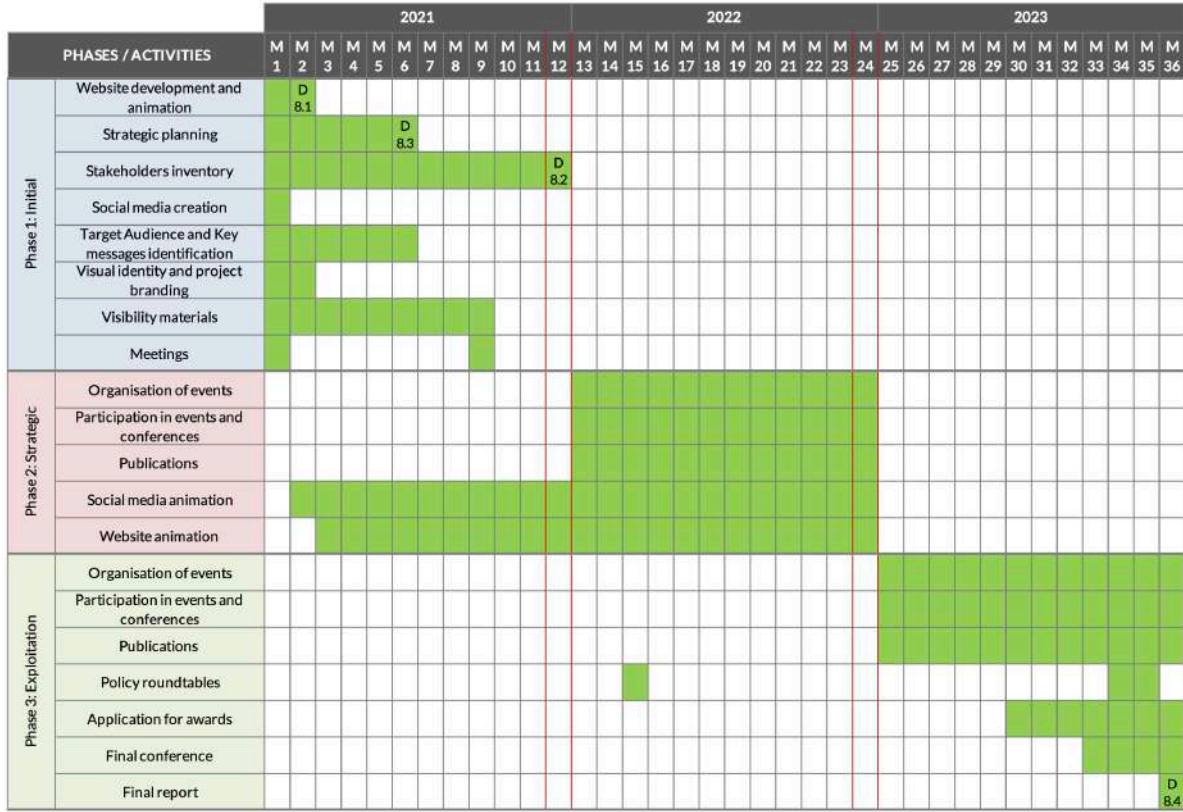 2021 2022 2023
PHASES / ACTIVITIES M 1 M 2 M 3 M 4 M 5 M 6 M 7 M 8 M 9 M 10 M 11 M 12 M 13 M 14 M 15 M 16 M 17 M 18 M 19 M 20 M 21 M 22 M 23 M 24 M 25 M 26 M 27 M 28 M 29 M 30 M 31 M 32 M 33 M 34 M 35 M 36
Phase 1: Initial
Website development and
animation
D
8.1
Strategic planning
D
8.3
Stakeholders inventory
D
8.2
Social media creation
Target Audience and Key
messages identification
Visual identity and project
branding
Visibility materials
Meetings
Phase 2: Strategic
Organisation of events
Participation in events and
conferences
Publications
Social media animation
Website animation
Phase 3: Exploitation
Organisation of events
Participation in events and
conferences
Publications
Policy roundtables
Application for awards
Final conference
Final report
D
8.4